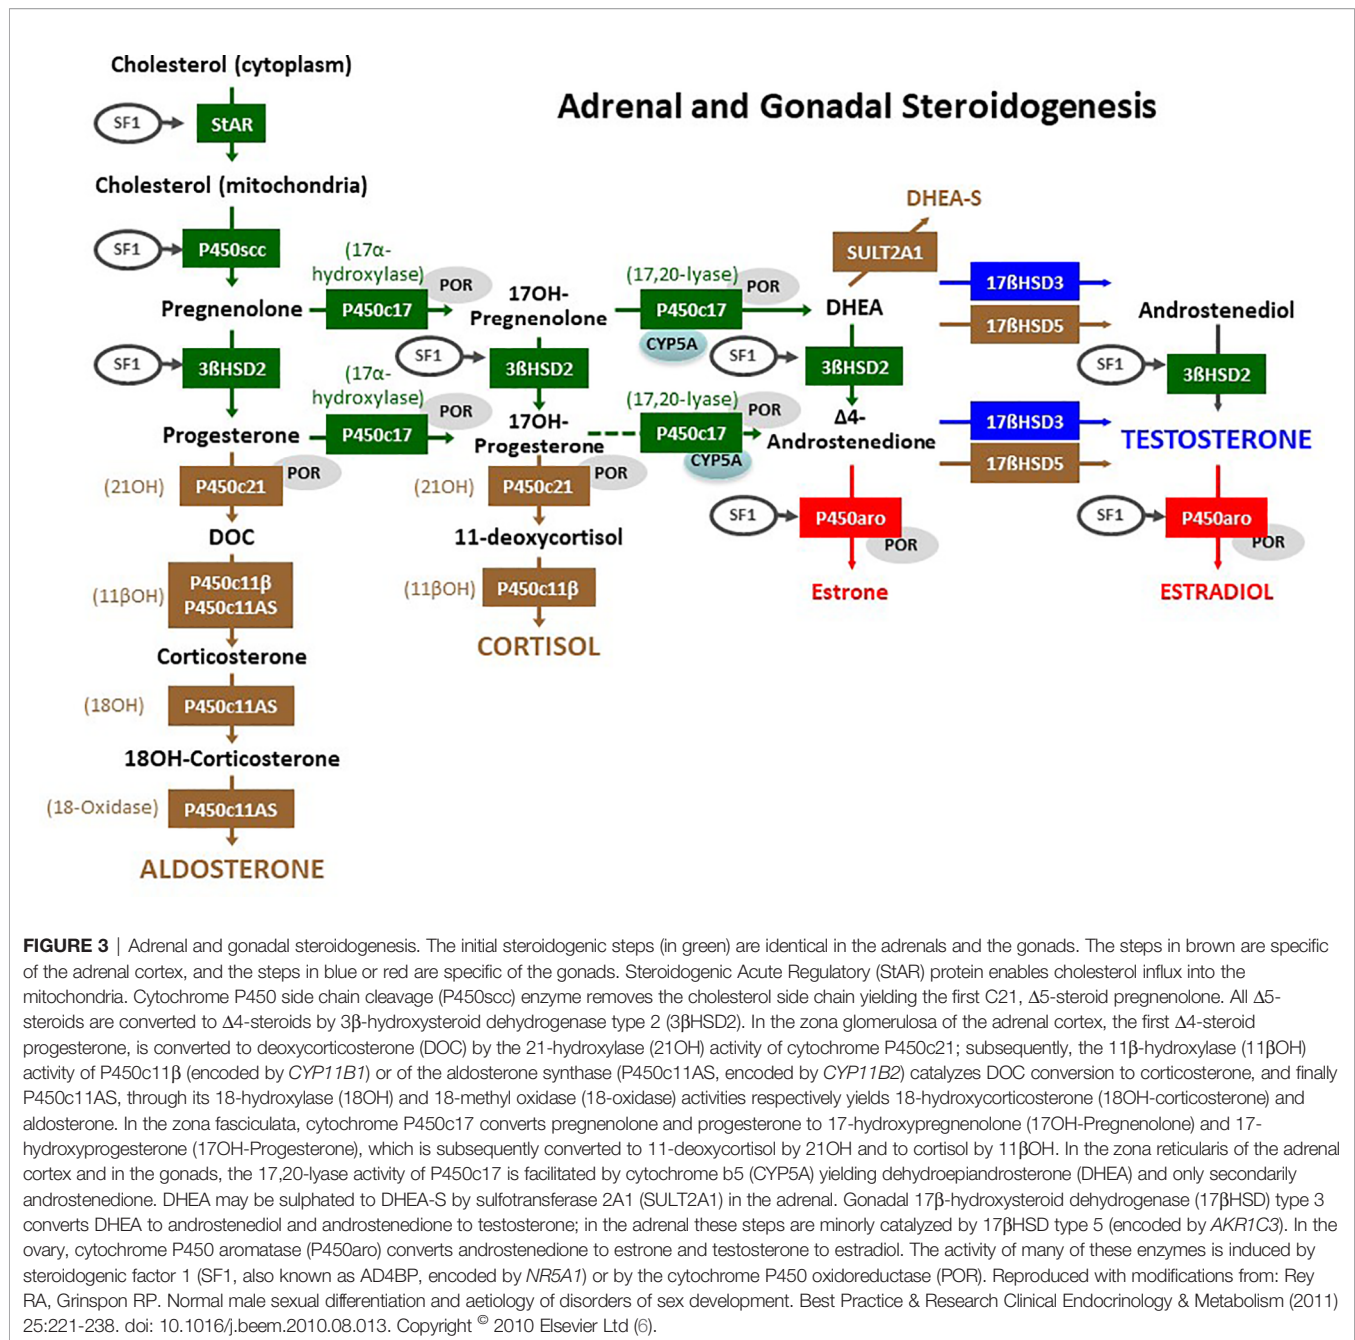 Adrenal and Gonadal Steroidogenesis
Cholesterol (cytoplasm)
SF1
StAR
Cholesterol (mitochondria)
SF1
P450scc
DHEA-S
SULT2A1
(17α-
hydroxylase)
POR
P450c17
(17,20-lyase)
POR
P450c17
CYP5A
Pregnenolone
17OH-
Pregnenolone
DHEA
17ßHSD3
17ßHSD5
Androstenediol
SF1
3ßHSD2
SF1
3ßHSD2
SF1
3ßHSD2
SF1
3ßHSD2
(17α-
hydroxylase)
POR
P450c17
(17,20-lyase)
POR
P450c17
CYP5A
Progesterone
17OH-
Progesterone
Δ4-
Androstenedione
17ßHSD3
17ßHSD5
TESTOSTERONE
(21OH)
P450c21
POR
(21OH)
P450c21
POR
SF1
P450aro
POR
SF1
P450aro
POR
DOC
11-deoxycortisol
Estrone
ESTRADIOL
(11βOH)
P450c11β
P450c11AS
(11βOH)
P450c11β
Corticosterone
CORTISOL
(18OH)
P450c11AS
18OH-Corticosterone
(18-Oxidase)
P450c11AS
ALDOSTERONE
FIGURE 3 | Adrenal and gonadal steroidogenesis. The initial steroidogenic steps (in green) are identical in the adrenals and the gonads. The steps in brown are specific
of the adrenal cortex, and the steps in blue or red are specific of the gonads. Steroidogenic Acute Regulatory (StAR) protein enables cholesterol influx into the
mitochondria. Cytochrome P450 side chain cleavage (P450scc) enzyme removes the cholesterol side chain yielding the first C21, Δ5-steroid pregnenolone. All Δ5-
steroids are converted to Δ4-steroids by 3β-hydroxysteroid dehydrogenase type 2 (3βHSD2). In the zona glomerulosa of the adrenal cortex, the first Δ4-steroid
progesterone, is converted to deoxycorticosterone (DOC) by the 21-hydroxylase (21OH) activity of cytochrome P450c21; subsequently, the 11β-hydroxylase (11βOH)
activity of P450c11β (encoded by CYP11B1) or of the aldosterone synthase (P450c11AS, encoded by CYP11B2) catalyzes DOC conversion to corticosterone, and finally
P450c11AS, through its 18-hydroxylase (18OH) and 18-methyl oxidase (18-oxidase) activities respectively yields 18-hydroxycorticosterone (18OH-corticosterone) and
aldosterone. In the zona fasciculata, cytochrome P450c17 converts pregnenolone and progesterone to 17-hydroxypregnenolone (17OH-Pregnenolone) and 17-
hydroxyprogesterone (17OH-Progesterone), which is subsequently converted to 11-deoxycortisol by 21OH and to cortisol by 11βOH. In the zona reticularis of the adrenal
cortex and in the gonads, the 17,20-lyase activity of P450c17 is facilitated by cytochrome b5 (CYP5A) yielding dehydroepiandrosterone (DHEA) and only secondarily
androstenedione. DHEA may be sulphated to DHEA-S by sulfotransferase 2A1 (SULT2A1) in the adrenal. Gonadal 17β-hydroxysteroid dehydrogenase (17βHSD) type 3
converts DHEA to androstenediol and androstenedione to testosterone; in the adrenal these steps are minorly catalyzed by 17βHSD type 5 (encoded by AKR1C3). In the
ovary, cytochrome P450 aromatase (P450aro) converts androstenedione to estrone and testosterone to estradiol. The activity of many of these enzymes is induced by
steroidogenic factor 1 (SF1, also known as AD4BP, encoded by NR5A1) or by the cytochrome P450 oxidoreductase (POR). Reproduced with modifications from: Rey
RA, Grinspon RP. Normal male sexual differentiation and aetiology of disorders of sex development. Best Practice & Research Clinical Endocrinology & Metabolism (2011)
25:221-238. doi: 10.1016/j.beem.2010.08.013. Copyright © 2010 Elsevier Ltd (6).